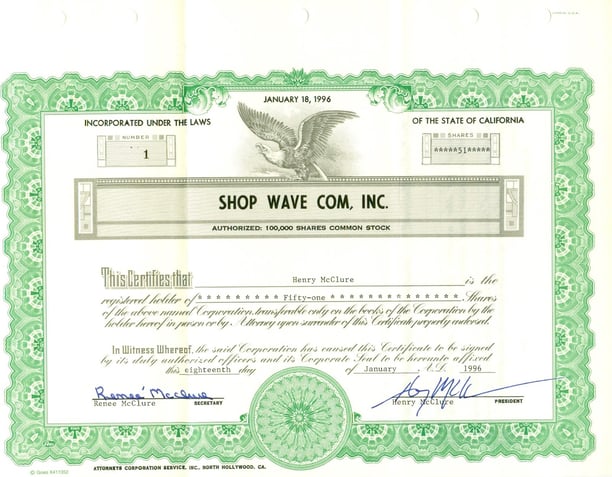 JANUARY 18, 1996
INCORPORATED UNDER THE LAWS
OF THE STATE OF CALIFORNIA
NUMBER
1
SHARES
*****51*****
SHOP WAVE COM, INC.
AUTHORIZED: 100,000 SHARES COMMON STOCK
This Certifies that Henry McClure is the
registered holder of * * * * * * * * * * Fifty-one * * * * * * * * * * * * * * * Shares
of the above named Corporation, transferable only on the books of the Corporation by the
holder hereof in person or by Attorney upon surrender of this Certificate properly endorsed.
In Witness Whereof, the said Corporation has caused this Certificate to be signed
by its duly authorized officers and its Corporate Seal to be hereunto affixed
this eighteenth day of January A.D. 1996
Renee McClure
Renee McClure SECRETARY
Henry McClure PRESIDENT
ATTORNEYS CORPORATION SERVICE, INC., NORTH HOLLYWOOD, CA.